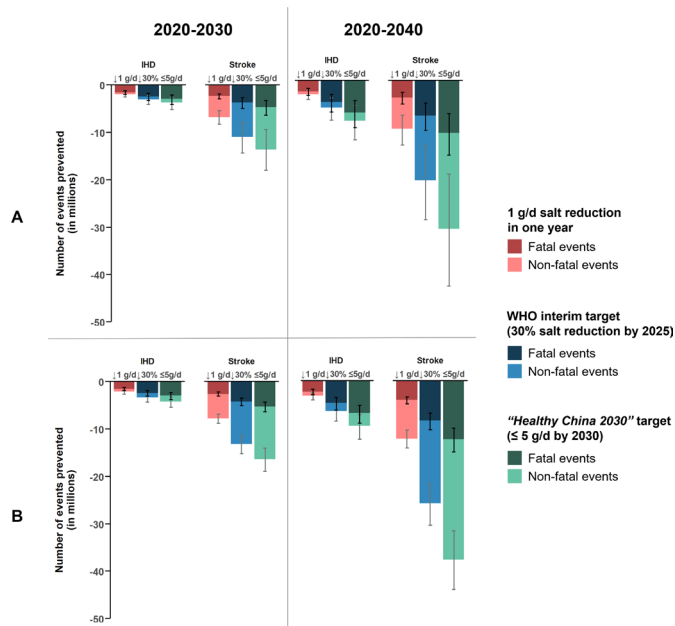 2020-2030
2020-2040
IHD
Stroke
IHD
Stroke
↓1 g/d ↓30% ≤5g/d
↓1 g/d ↓30% ≤5g/d
↓1 g/d ↓30% ≤5g/d
↓1 g/d ↓30% ≤5g/d
0
-10
-20
-30
-40
-50
Number of events prevented
(in millions)
A
1 g/d salt reduction
in one year
Fatal events
Non-fatal events
WHO interim target
(30% salt reduction by 2025)
Fatal events
Non-fatal events
“Healthy China 2030” target
(≤ 5 g/d by 2030)
Fatal events
Non-fatal events
IHD
Stroke
IHD
Stroke
↓1 g/d ↓30% ≤5g/d
↓1 g/d ↓30% ≤5g/d
↓1 g/d ↓30% ≤5g/d
↓1 g/d ↓30% ≤5g/d
0
-10
-20
-30
-40
-50
Number of events prevented
(in millions)
B